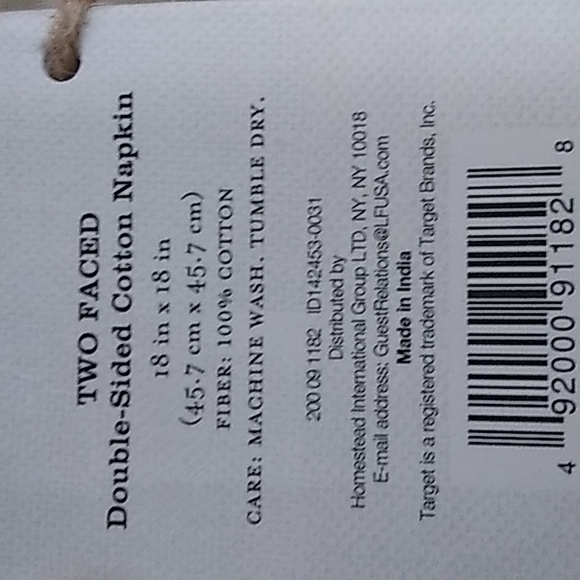 TWO FACED
Double-Sided Cotton Napkin
18 in x 18 in
(45.7 cm x 45.7 cm)
FIBER: 100% COTTON
CARE: MACHINE WASH. TUMBLE DRY.
200 09 1182 ID142453-0031
Distributed by
Homestead International Group LTD, NY, NY 10018
E-mail address: GuestRelations@LFUSA.com
Made in India
Target is a registered trademark of Target Brands, Inc.
4 92000 91182 8